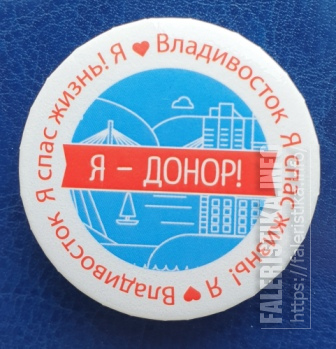 Я ❤ Владивосток Я спас жизнь! Я ❤ Владивосток Я спас жизнь!
Я – ДОНОР!
FALERISTIKA.INFO
https://faleristika.info